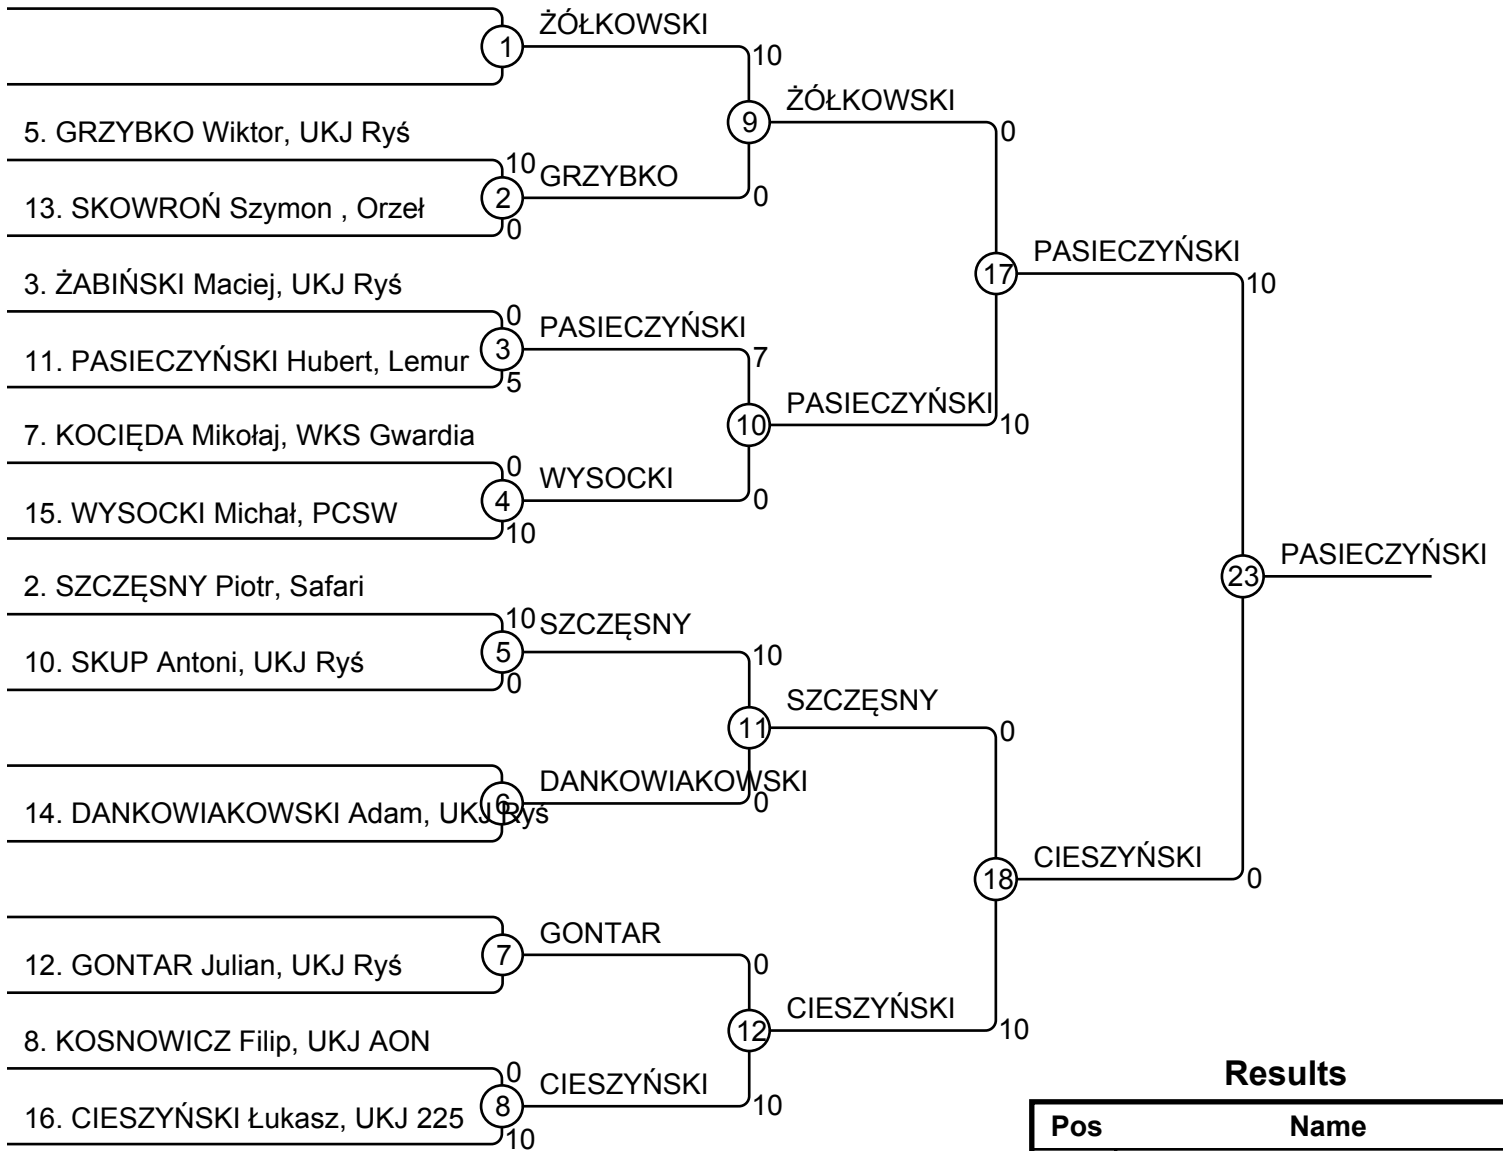 ŻÓŁKOWSKI
1
10
ŻÓŁKOWSKI
9
0
5. GRZYBKO Wiktor, UKJ Ryś
10
GRZYBKO
2
0
13. SKOWROŃ Szymon , Orzeł
0
PASIECZYŃSKI
17
10
3. ŻABIŃSKI Maciej, UKJ Ryś
0
PASIECZYŃSKI
3
7
11. PASIECZYŃSKI Hubert, Lemur
5
PASIECZYŃSKI
10
10
7. KOCIĘDA Mikołaj, WKS Gwardia
0
WYSOCKI
4
0
15. WYSOCKI Michał, PCSW
10
PASIECZYŃSKI
23
2. SZCZĘSNY Piotr, Safari
10
SZCZĘSNY
5
10
10. SKUP Antoni, UKJ Ryś
0
SZCZĘSNY
11
0
DANKOWIAKOWSKI
6
0
14. DANKOWIAKOWSKI Adam, UKJ Ryś
CIESZYŃSKI
18
0
GONTAR
7
0
12. GONTAR Julian, UKJ Ryś
CIESZYŃSKI
12
10
8. KOSNOWICZ Filip, UKJ AON
0
CIESZYŃSKI
8
10
16. CIESZYŃSKI Łukasz, UKJ 225
10
Results
Pos Name